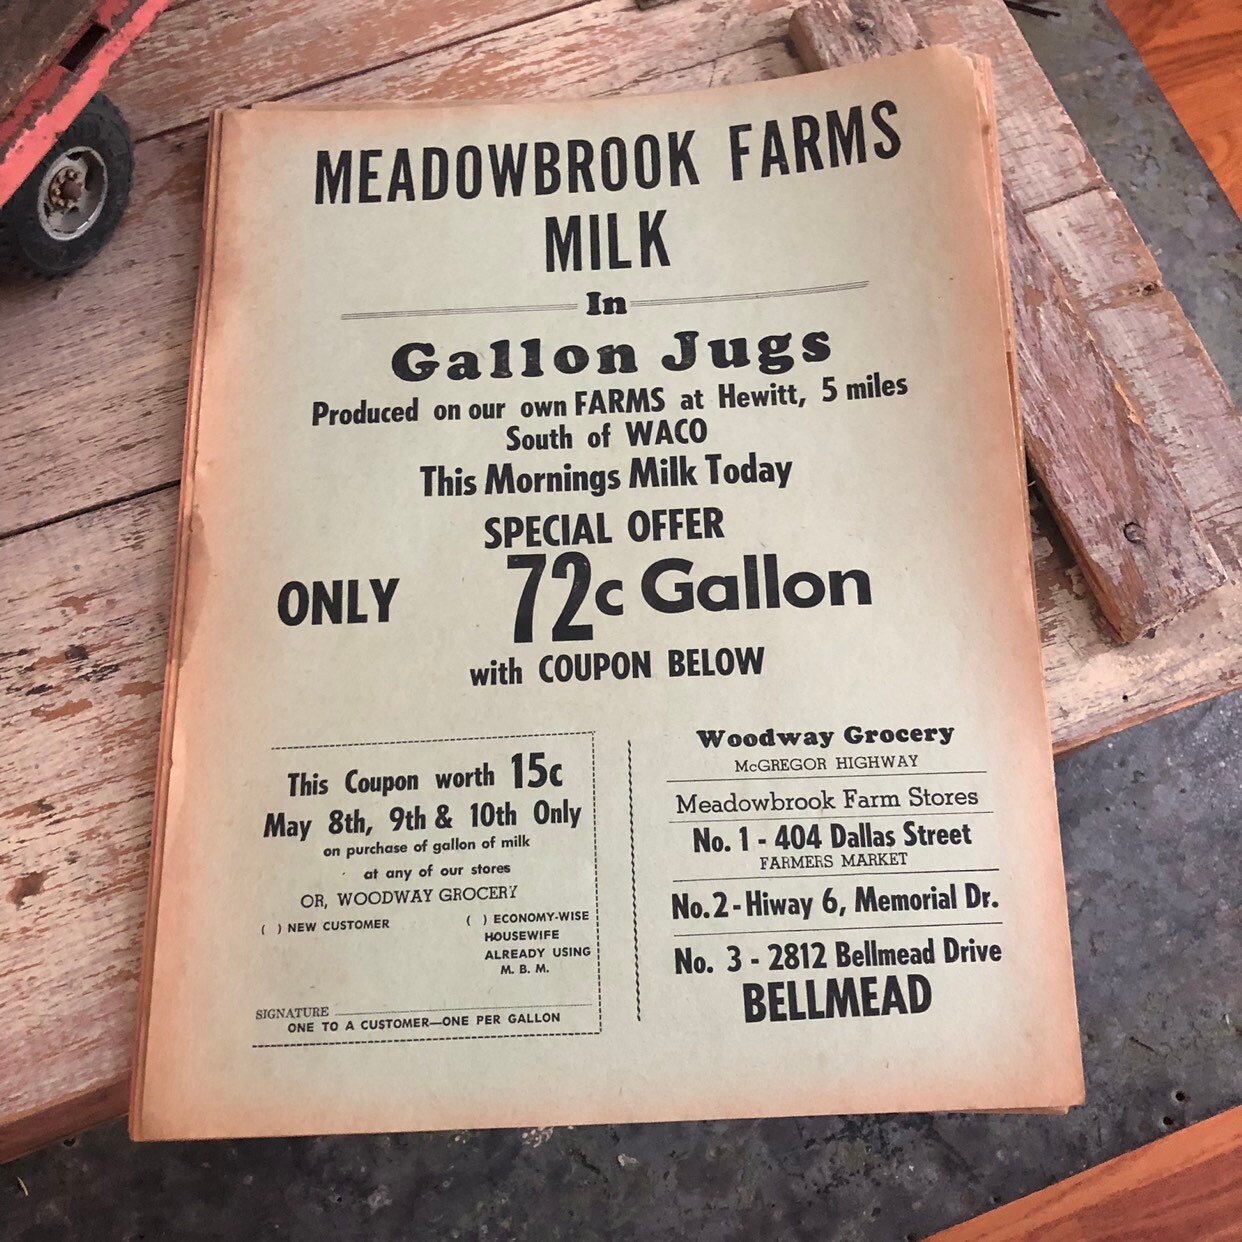 MEADOWBROOK FARMS
MILK
In
Gallon Jugs
Produced on our own FARMS at Hewitt, 5 miles
South of WACO
This Mornings Milk Today
SPECIAL OFFER
ONLY 72c Gallon
with COUPON BELOW
This Coupon worth 15c
May 8th, 9th & 10th Only
on purchase of gallon of milk
at any of our stores
OR, WOODWAY GROCERY
( ) NEW CUSTOMER
( ) ECONOMY-WISE
HOUSEWIFE
ALREADY USING
M. B. M.
SIGNATURE
ONE TO A CUSTOMER—ONE PER GALLON
Woodway Grocery
McGREGOR HIGHWAY
Meadowbrook Farm Stores
No. 1 - 404 Dallas Street
FARMERS MARKET
No. 2 - Hiway 6, Memorial Dr.
No. 3 - 2812 Bellmead Drive
BELLMEAD